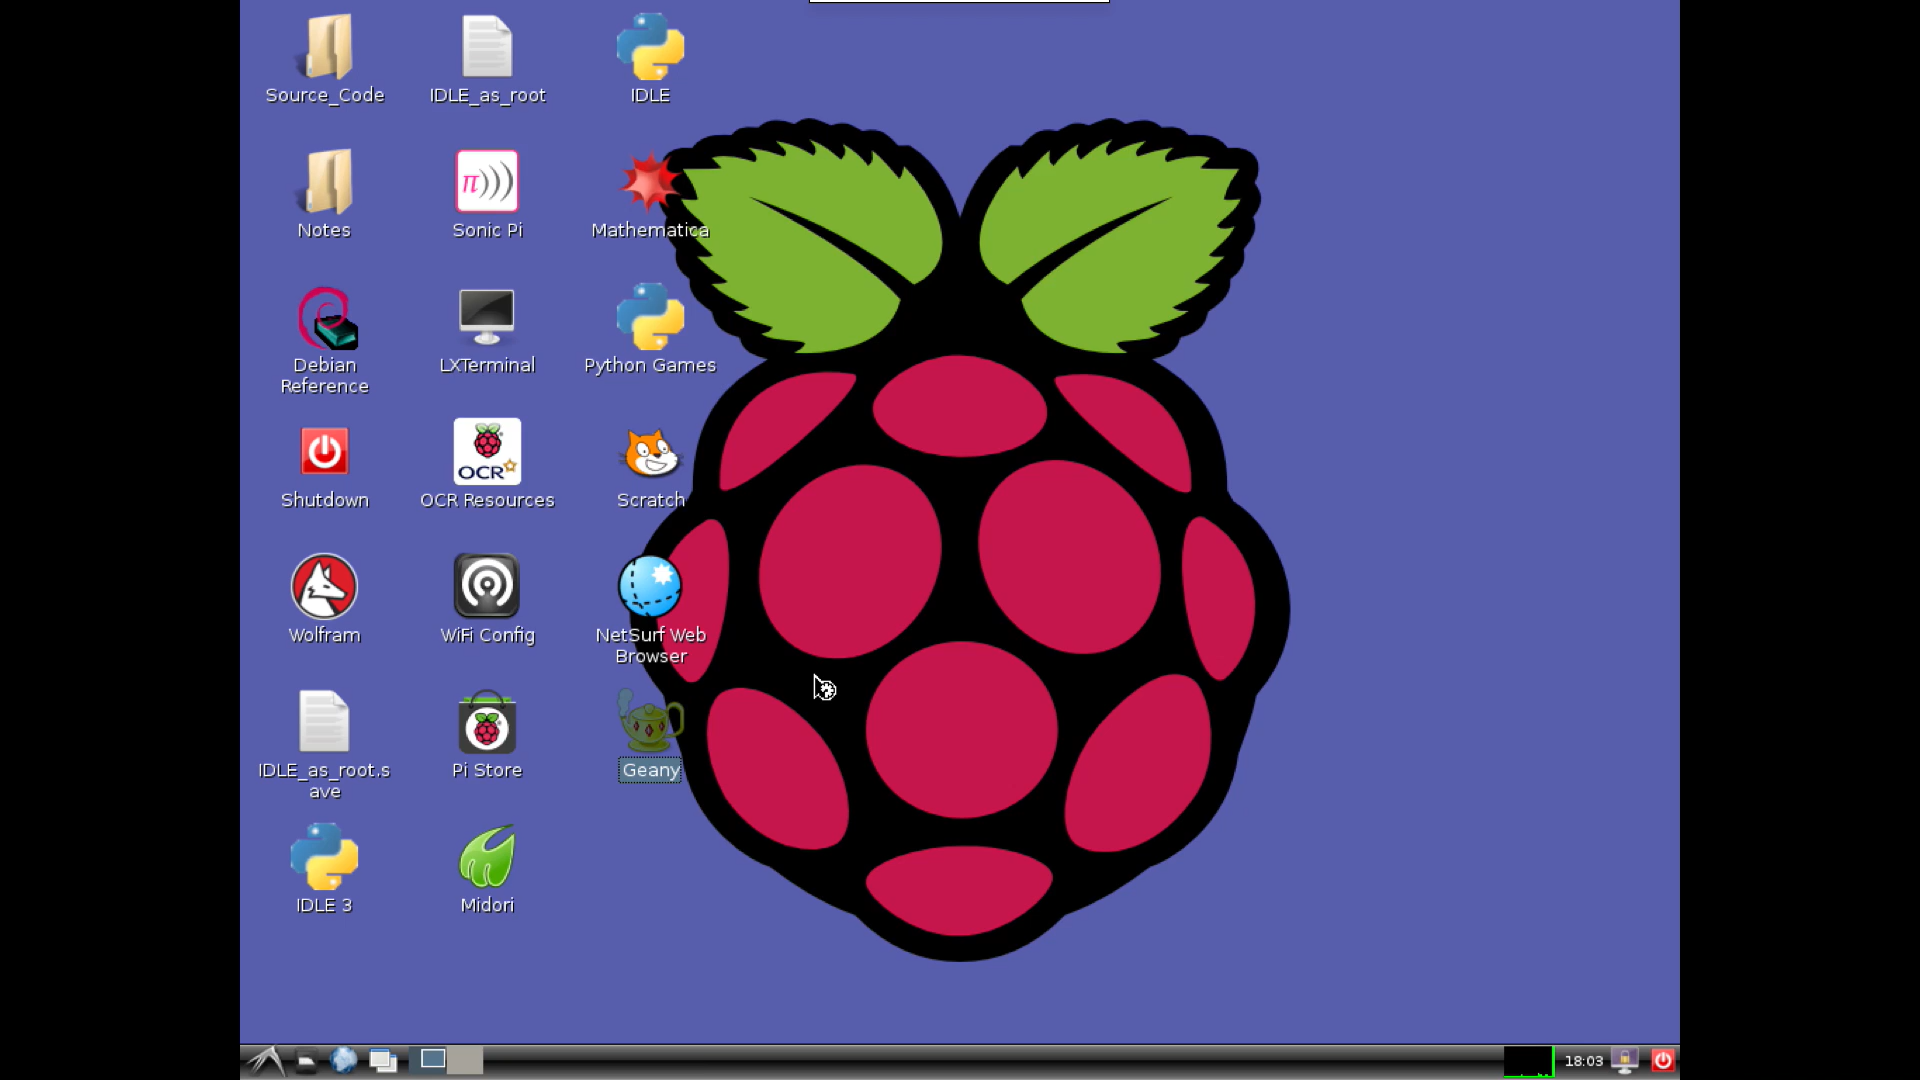 Source_Code
IDLE_as_root
IDLE
Notes
π
Sonic Pi
Mathematica
Debian
Reference
LXTerminal
Python Games
Shutdown
OCR
OCR Resources
Scratch
Wolfram
WiFi Config
NetSurf Web
Browser
IDLE_as_root.s
ave
Pi Store
Geany
IDLE 3
Midori
18:03